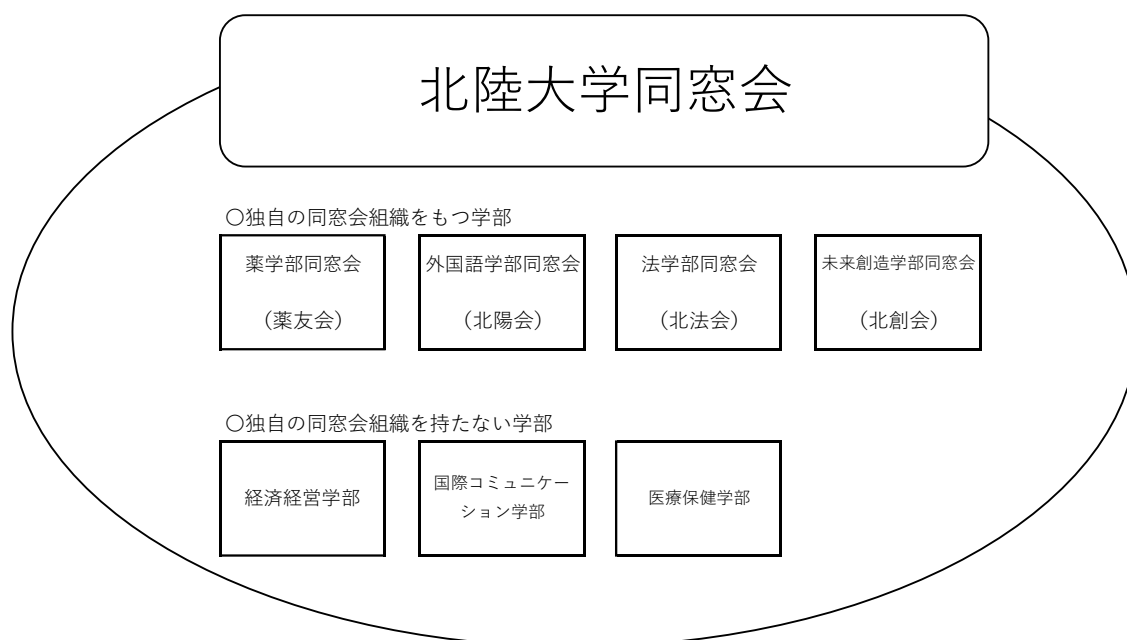 北陸大学同窓会
〇独自の同窓会組織をもつ学部
薬学部同窓会
（薬友会）
外国語学部同窓会
（北陽会）
法学部同窓会
（北法会）
未来創造学部同窓会
（北創会）
〇独自の同窓会組織を持たない学部
経済経営学部
国際コミュニケー
ション学部
医療保健学部